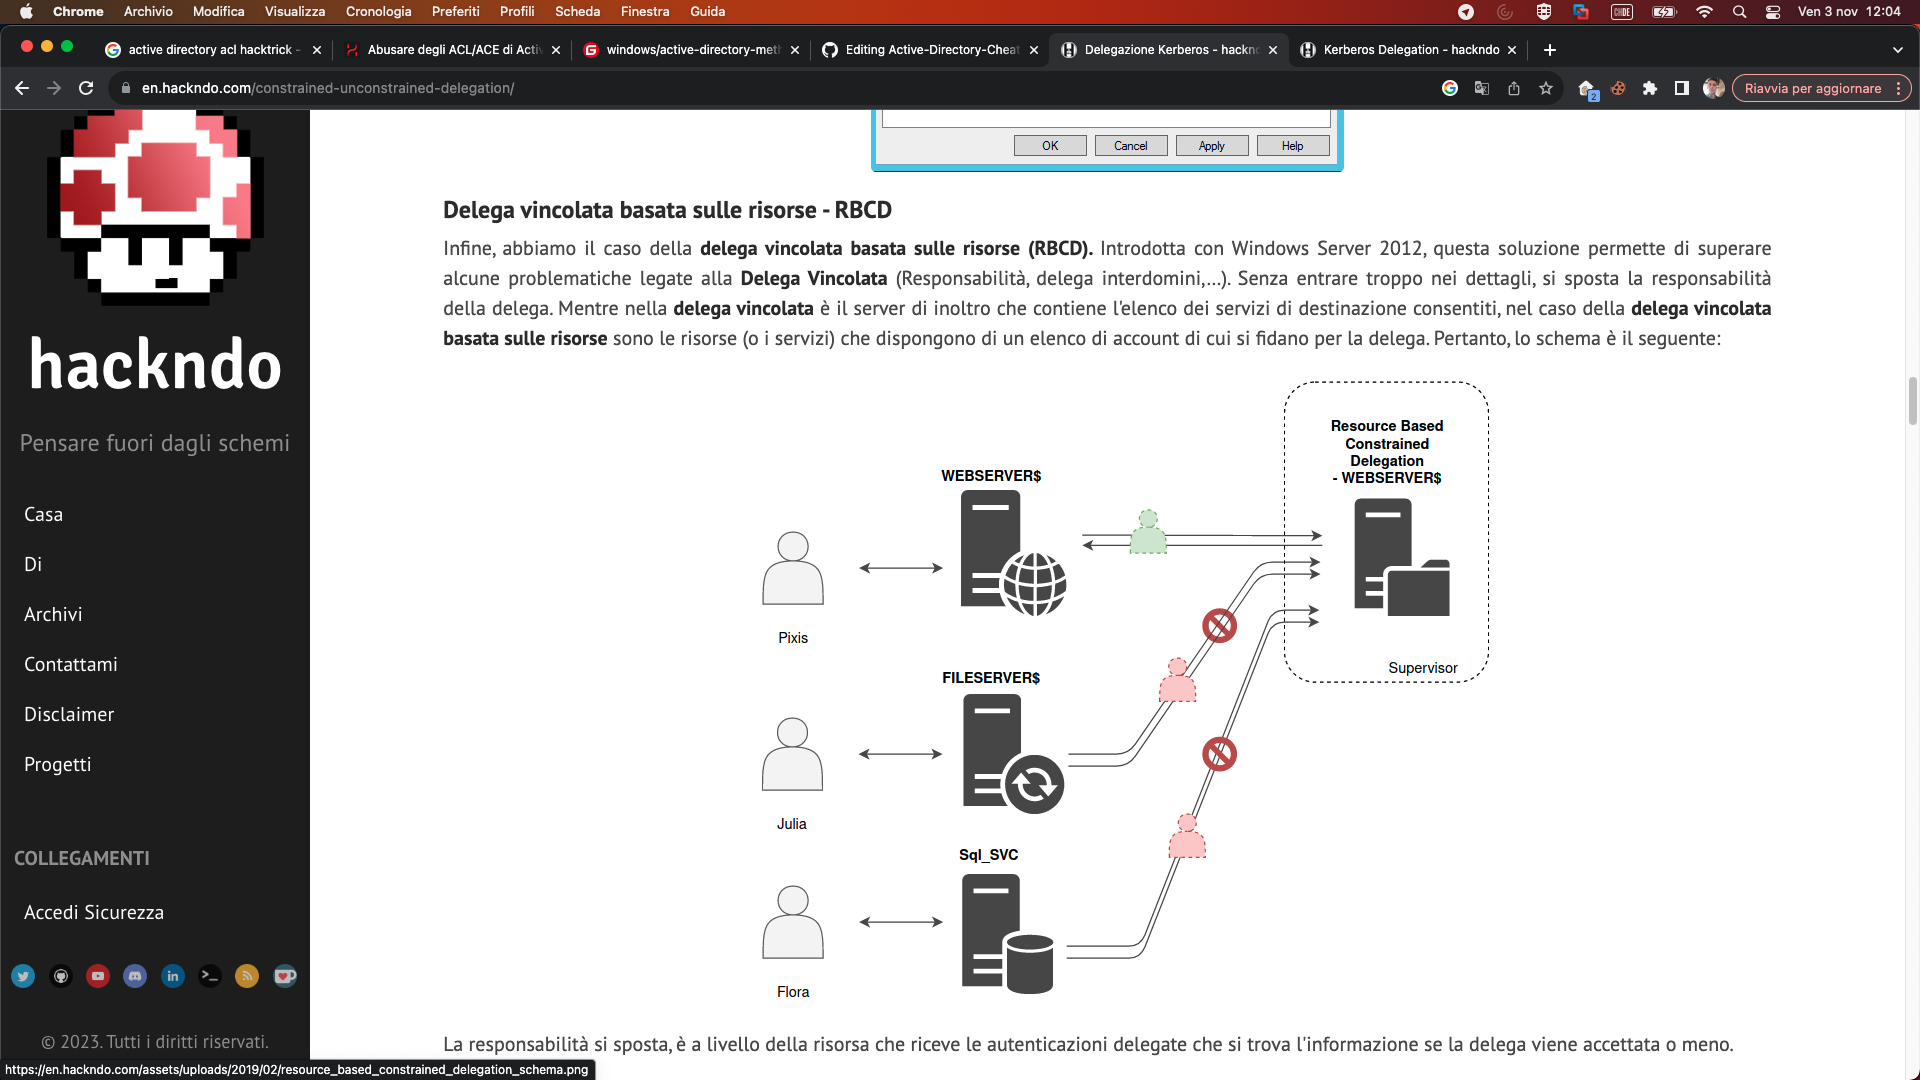 Chrome Archivio Modifica Visualizza Cronologia Preferiti Profili Scheda Finestra Guida Ven 3 nov 12:04
active directory acl hacktrick - Abusare degli ACL/ACE di Acti windows/active-directory-met Editing Active-Directory-Cheat Delegazione Kerberos - hackn Kerberos Delegation - hackndo
en.hackndo.com/constrained-unconstrained-delegation/ 2 Riavvia per aggiornare
OK Cancel Apply Help
hackndo
Pensare fuori dagli schemi
Casa
Di
Archivi
Contattami
Disclaimer
Progetti
COLLEGAMENTI
Accedi Sicurezza
© 2023. Tutti i diritti riservati.
Delega vincolata basata sulle risorse - RBCD
Infine, abbiamo il caso della delega vincolata basata sulle risorse (RBCD). Introdotta con Windows Server 2012, questa soluzione permette di superare
alcune problematiche legate alla Delega Vincolata (Responsabilità, delega interdomini,...). Senza entrare troppo nei dettagli, si sposta la responsabilità
della delega. Mentre nella delega vincolata è il server di inoltro che contiene l'elenco dei servizi di destinazione consentiti, nel caso della delega vincolata
basata sulle risorse sono le risorse (o i servizi) che dispongono di un elenco di account di cui si fidano per la delega. Pertanto, lo schema è il seguente:
Resource Based
Constrained
Delegation
- WEBSERVER$
WEBSERVER$
Pixis
Supervisor
FILESERVER$
Julia
Sql_SVC
Flora
La responsabilità si sposta, è a livello della risorsa che riceve le autenticazioni delegate che si trova l'informazione se la delega viene accettata o meno.
https://en.hackndo.com/assets/uploads/2019/02/resource_based_constrained_delegation_schema.png